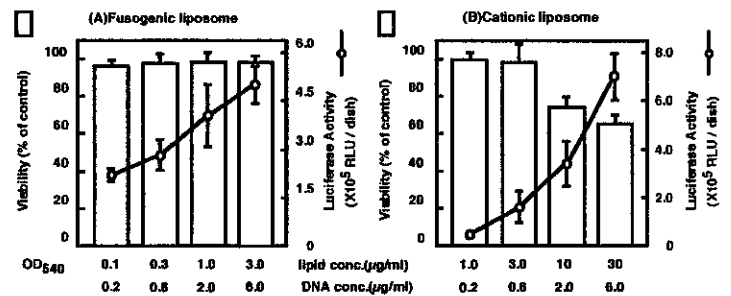 (A)Fusogenic liposome
(B)Cationic liposome
Viability (% of control)
100
80
60
40
20
0
6.0
4.5
3.0
1.5
0
Luciferase Activity
(X10⁵ RLU / dish)
Viability (% of control)
100
80
60
40
20
0
8.0
6.0
4.0
2.0
0
Luciferase Activity
(X10⁵ RLU / dish)
OD₅₄₀ 0.1 0.3 1.0 3.0 lipid conc.(µg/ml) 1.0 3.0 10 30
0.2 0.6 2.0 6.0 DNA conc.(µg/ml) 0.2 0.6 2.0 6.0